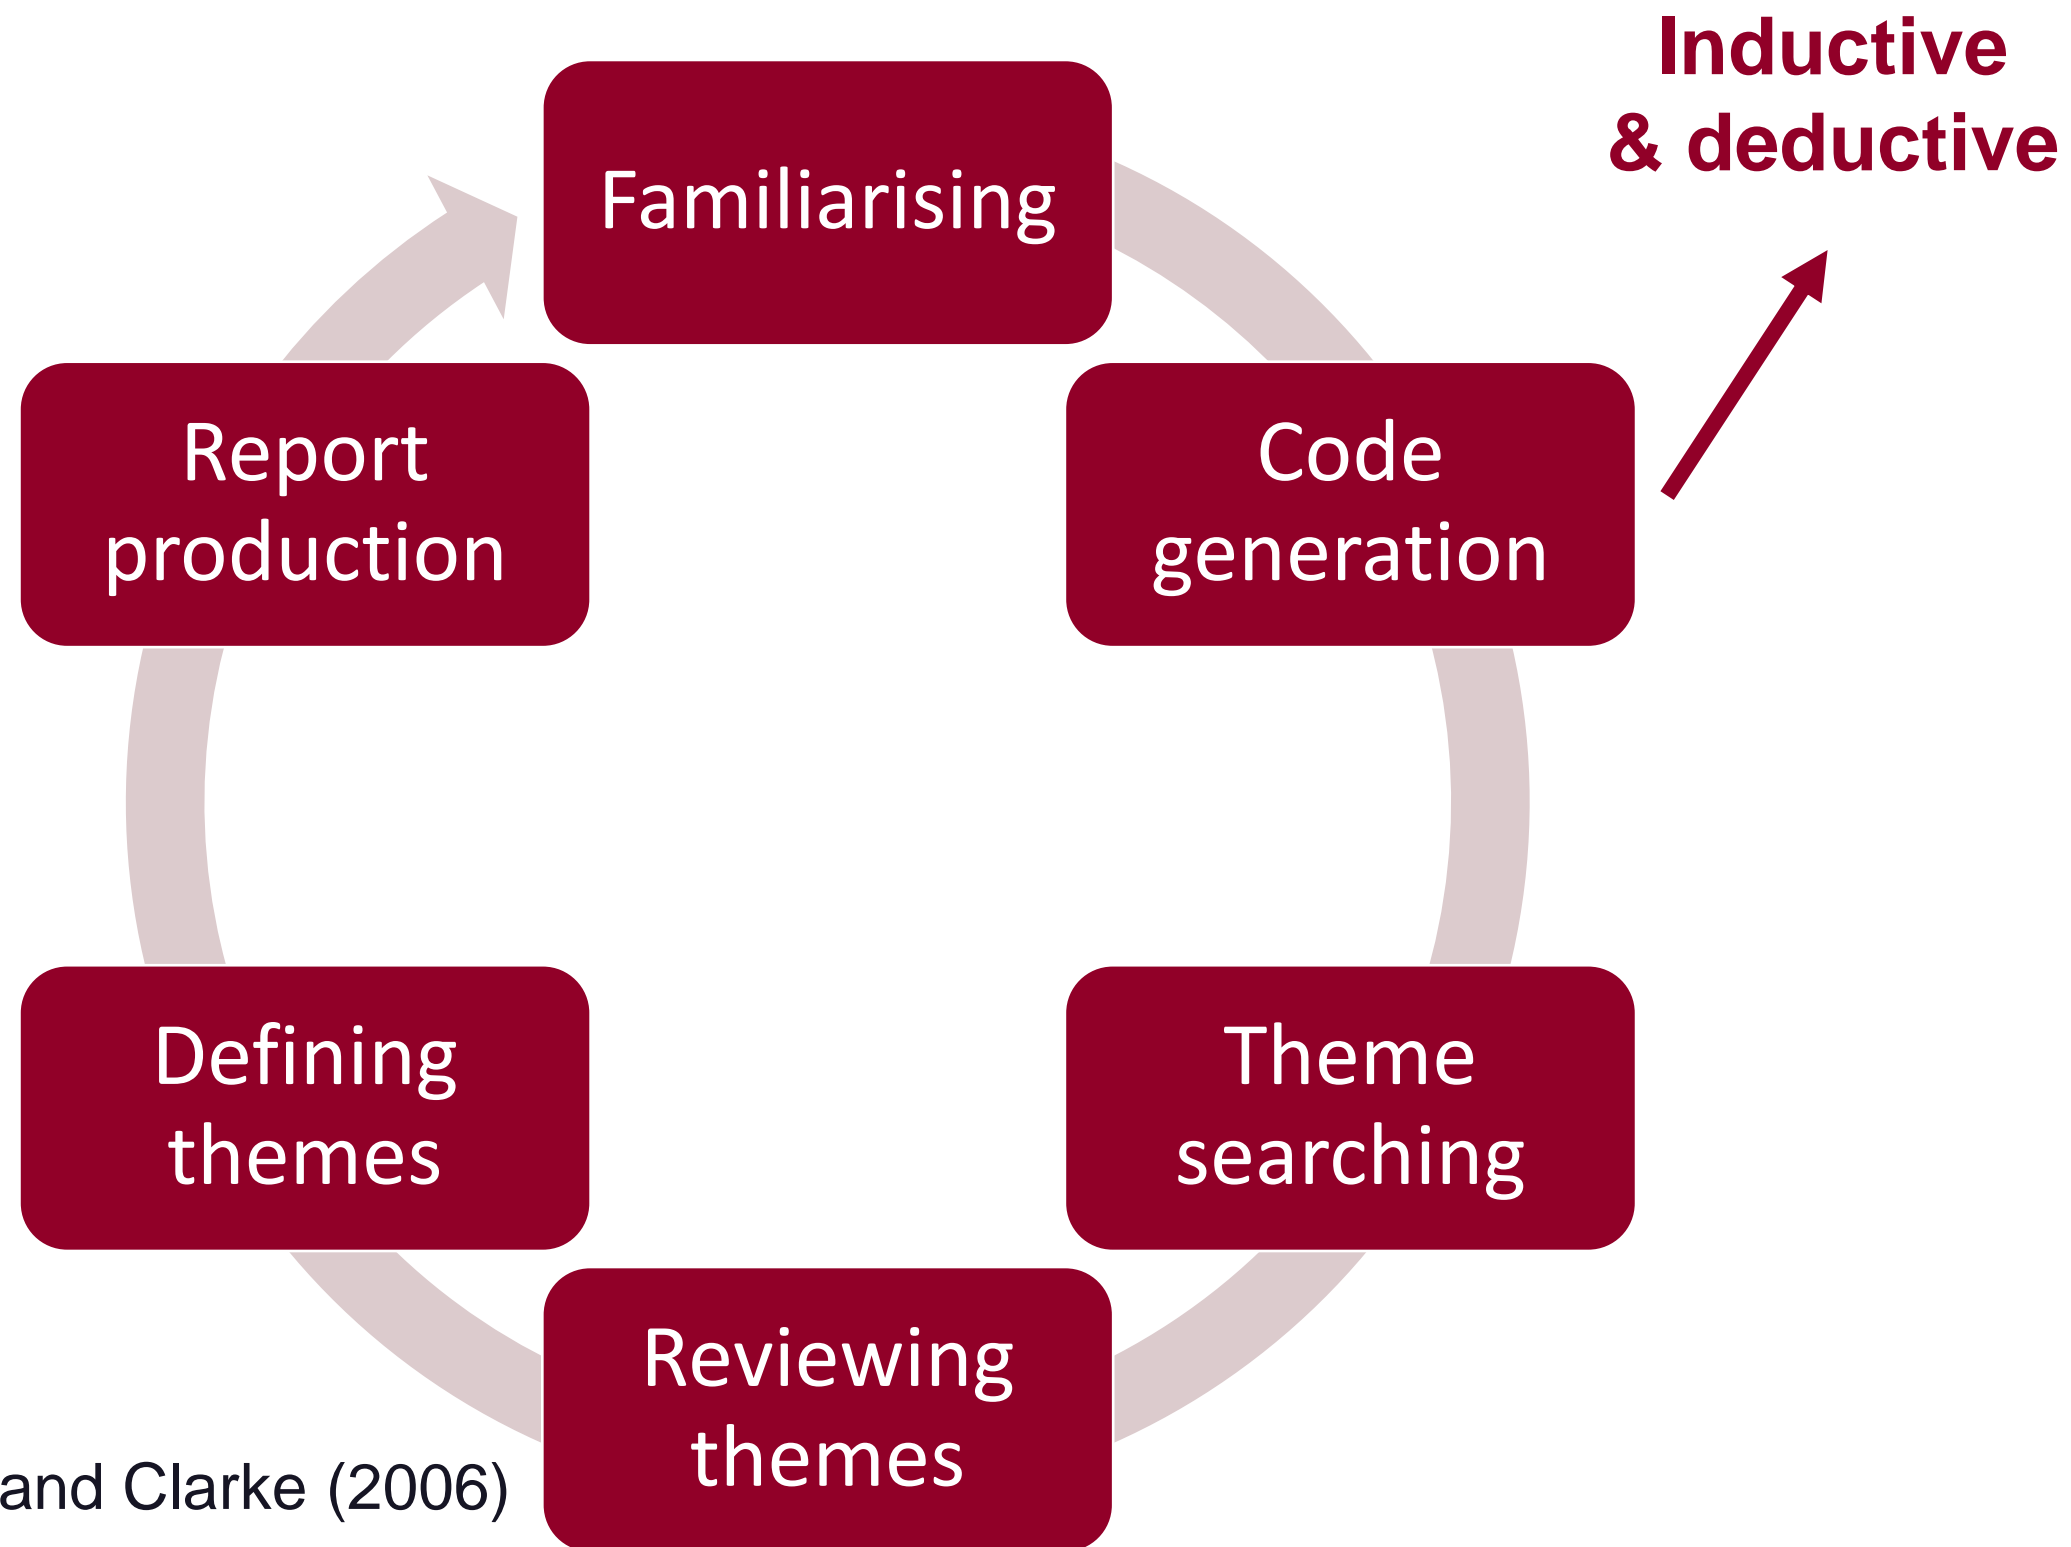 Inductive
& deductive
Familiarising
Code
generation
Theme
searching
Reviewing
themes
Defining
themes
Report
production
and Clarke (2006)